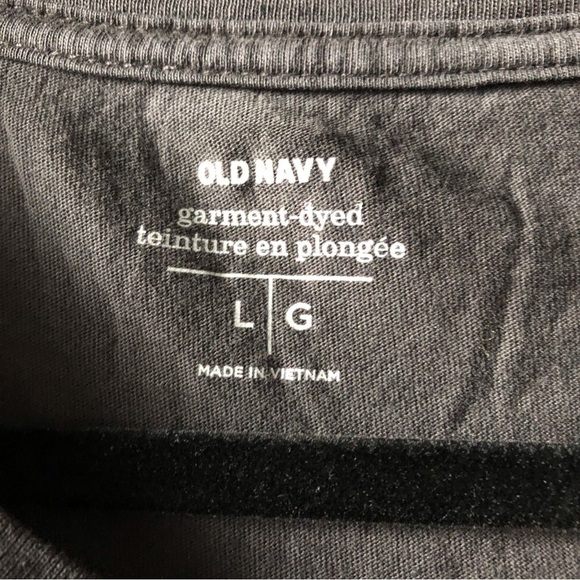 OLD NAVY
garment-dyed
teinture en plongée
L G
MADE IN VIETNAM